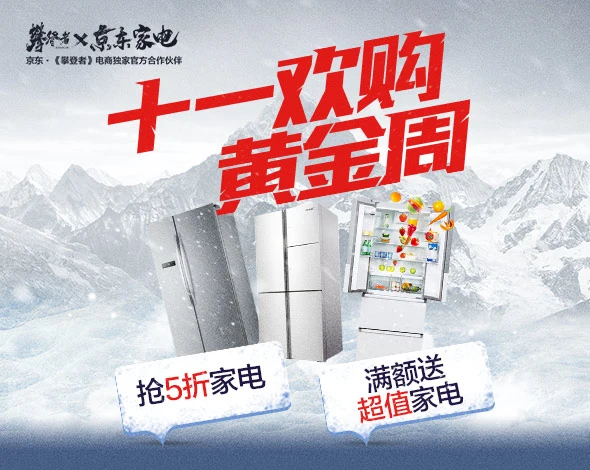 攀登者×京东家电
京东·《攀登者》电商独家官方合作伙伴
十一欢购
黄金周
抢5折家电
满额送
超值家电